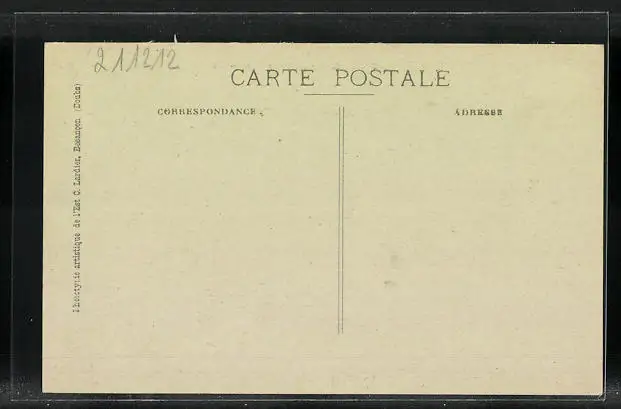 211212
CARTE POSTALE
CORRESPONDANCE
ADRESSE
Phototypie artistique de l'Est C. Lardier, Besançon (Doubs)